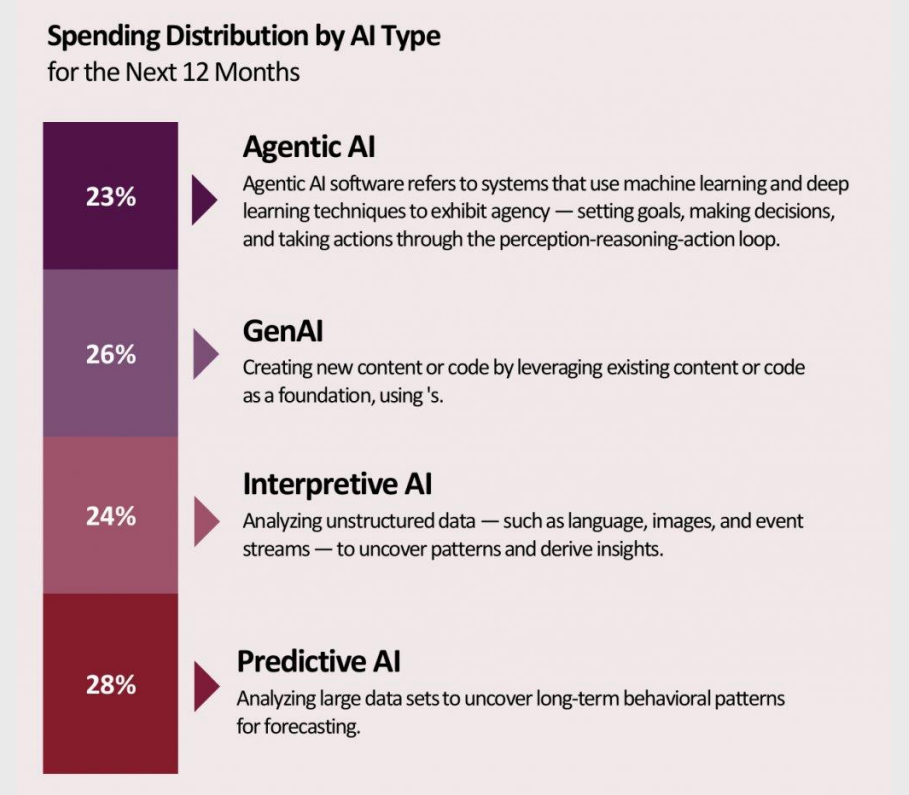 Spending Distribution by AI Type
for the Next 12 Months
23%
Agentic AI
Agentic AI software refers to systems that use machine learning and deep
learning techniques to exhibit agency — setting goals, making decisions,
and taking actions through the perception-reasoning-action loop.
26%
GenAI
Creating new content or code by leveraging existing content or code
as a foundation, using 's.
24%
Interpretive AI
Analyzing unstructured data — such as language, images, and event
streams — to uncover patterns and derive insights.
28%
Predictive AI
Analyzing large data sets to uncover long-term behavioral patterns
for forecasting.